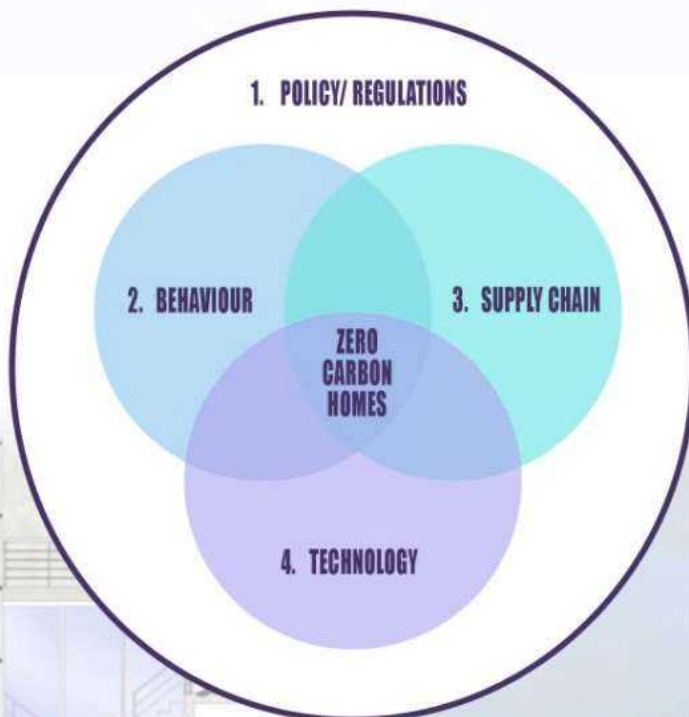 1. POLICY/ REGULATIONS
2. BEHAVIOUR
3. SUPPLY CHAIN
ZERO
CARBON
HOMES
4. TECHNOLOGY